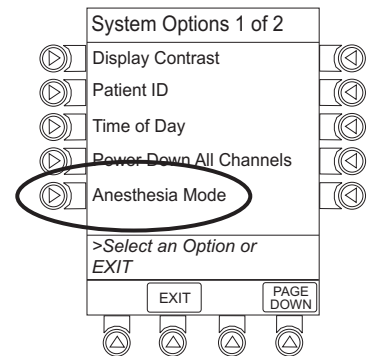 System Options 1 of 2
Display Contrast
Patient ID
Time of Day
Power Down All Channels
Anesthesia Mode
>Select an Option or
EXIT
EXIT
PAGE
DOWN